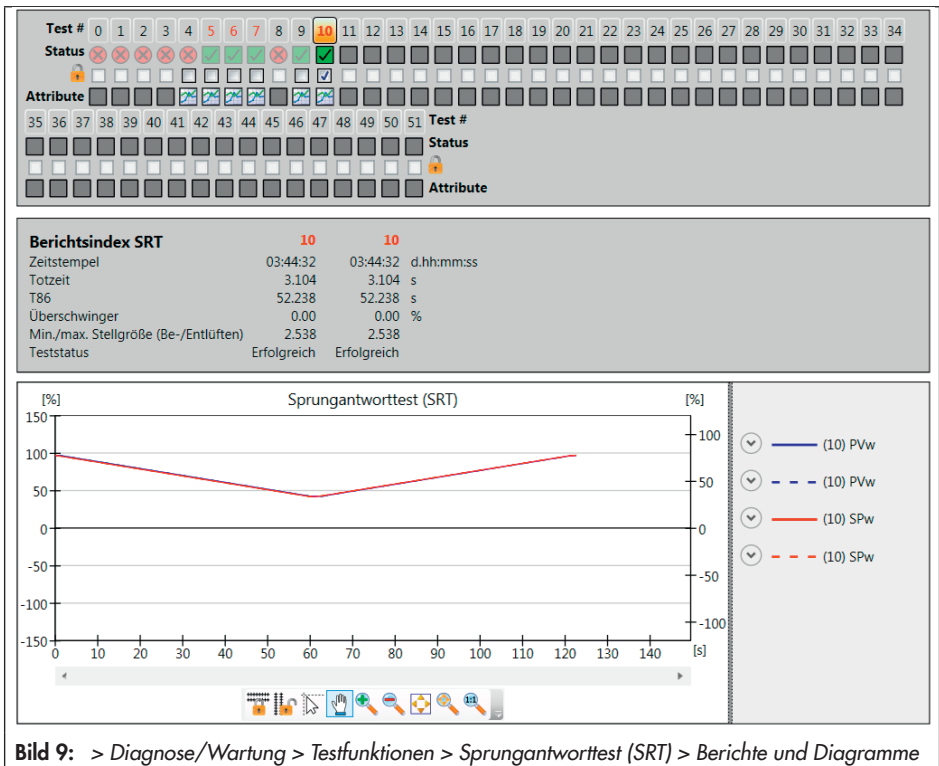 Test # 0 1 2 3 4 5 6 7 8 9 10 11 12 13 14 15 16 17 18 19 20 21 22 23 24 25 26 27 28 29 30 31 32 33 34
Status
Attribute
35 36 37 38 39 40 41 42 43 44 45 46 47 48 49 50 51 Test #
Status
Attribute
Berichtsindex SRT 10 10
Zeitstempel 03:44:32 03:44:32 d.hh:mm:ss
Totzeit 3.104 3.104 s
T86 52.238 52.238 s
Überschwinger 0.00 0.00 %
Min./max. Stellgröße (Be-/Entlüften) 2.538 2.538
Teststatus Erfolgreich Erfolgreich
[%] Sprungantworttest (SRT) [%]
150
100
50
0
-50
-100
-150
100
50
0
-50
-100
0 10 20 30 40 50 60 70 80 90 100 110 120 130 140 [s]
(10) PVw
(10) PVw
(10) SPw
(10) SPw
1:1
Bild 9: > Diagnose/Wartung > Testfunktionen > Sprungantworttest (SRT) > Berichte und Diagramme